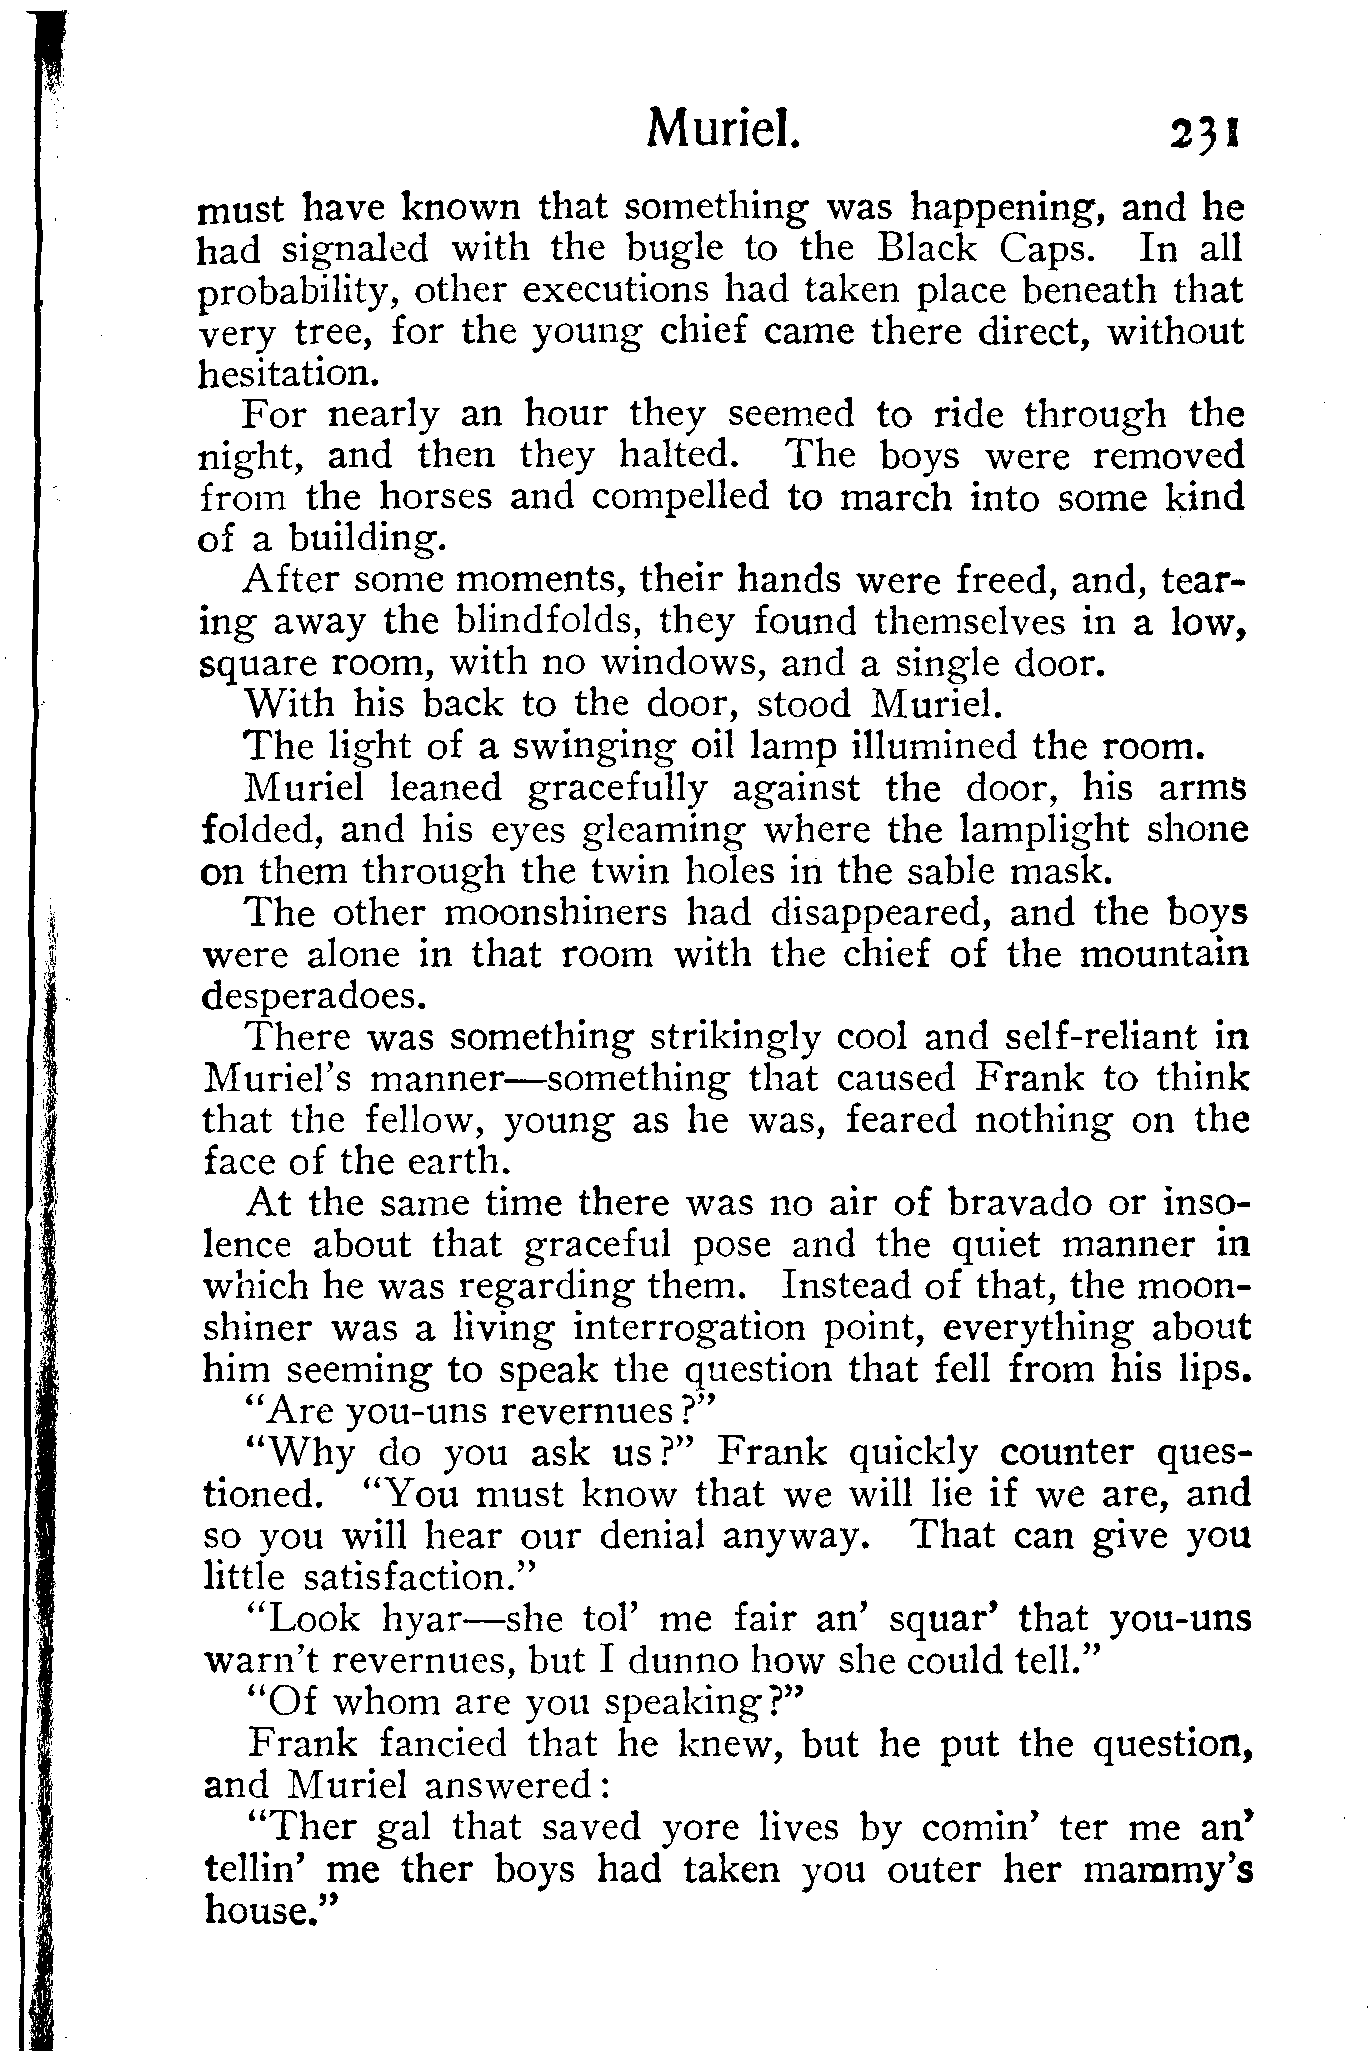 Muriel. 231
must have known that something was happening, and he
had signaled with the bugle to the Black Caps. In all
probability, other executions had taken place beneath that
very tree, for the young chief came there direct, without
hesitation.
For nearly an hour they seemed to ride through the
night, and then they halted. The boys were removed
from the horses and compelled to march into some kind
of a building.
After some moments, their hands were freed, and, tear-
ing away the blindfolds, they found themselves in a low,
square room, with no windows, and a single door.
With his back to the door, stood Muriel.
The light of a swinging oil lamp illumined the room.
Muriel leaned gracefully against the door, his arms
folded, and his eyes gleaming where the lamplight shone
on them through the twin holes in the sable mask.
The other moonshiners had disappeared, and the boys
were alone in that room with the chief of the mountain
desperadoes.
There was something strikingly cool and self-reliant in
Muriel's manner—something that caused Frank to think
that the fellow, young as he was, feared nothing on the
face of the earth.
At the same time there was no air of bravado or inso-
lence about that graceful pose and the quiet manner in
which he was regarding them. Instead of that, the moon-
shiner was a living interrogation point, everything about
him seeming to speak the question that fell from his lips.
"Are you-uns revernues?"
"Why do you ask us?" Frank quickly counter ques-
tioned. "You must know that we will lie if we are, and
so you will hear our denial anyway. That can give you
little satisfaction."
"Look hyar—she tol' me fair an' squar' that you-uns
warn't revernues, but I dunno how she could tell."
"Of whom are you speaking?"
Frank fancied that he knew, but he put the question,
and Muriel answered:
"Ther gal that saved yore lives by comin' ter me an'
tellin' me ther boys had taken you outer her mammy's
house."